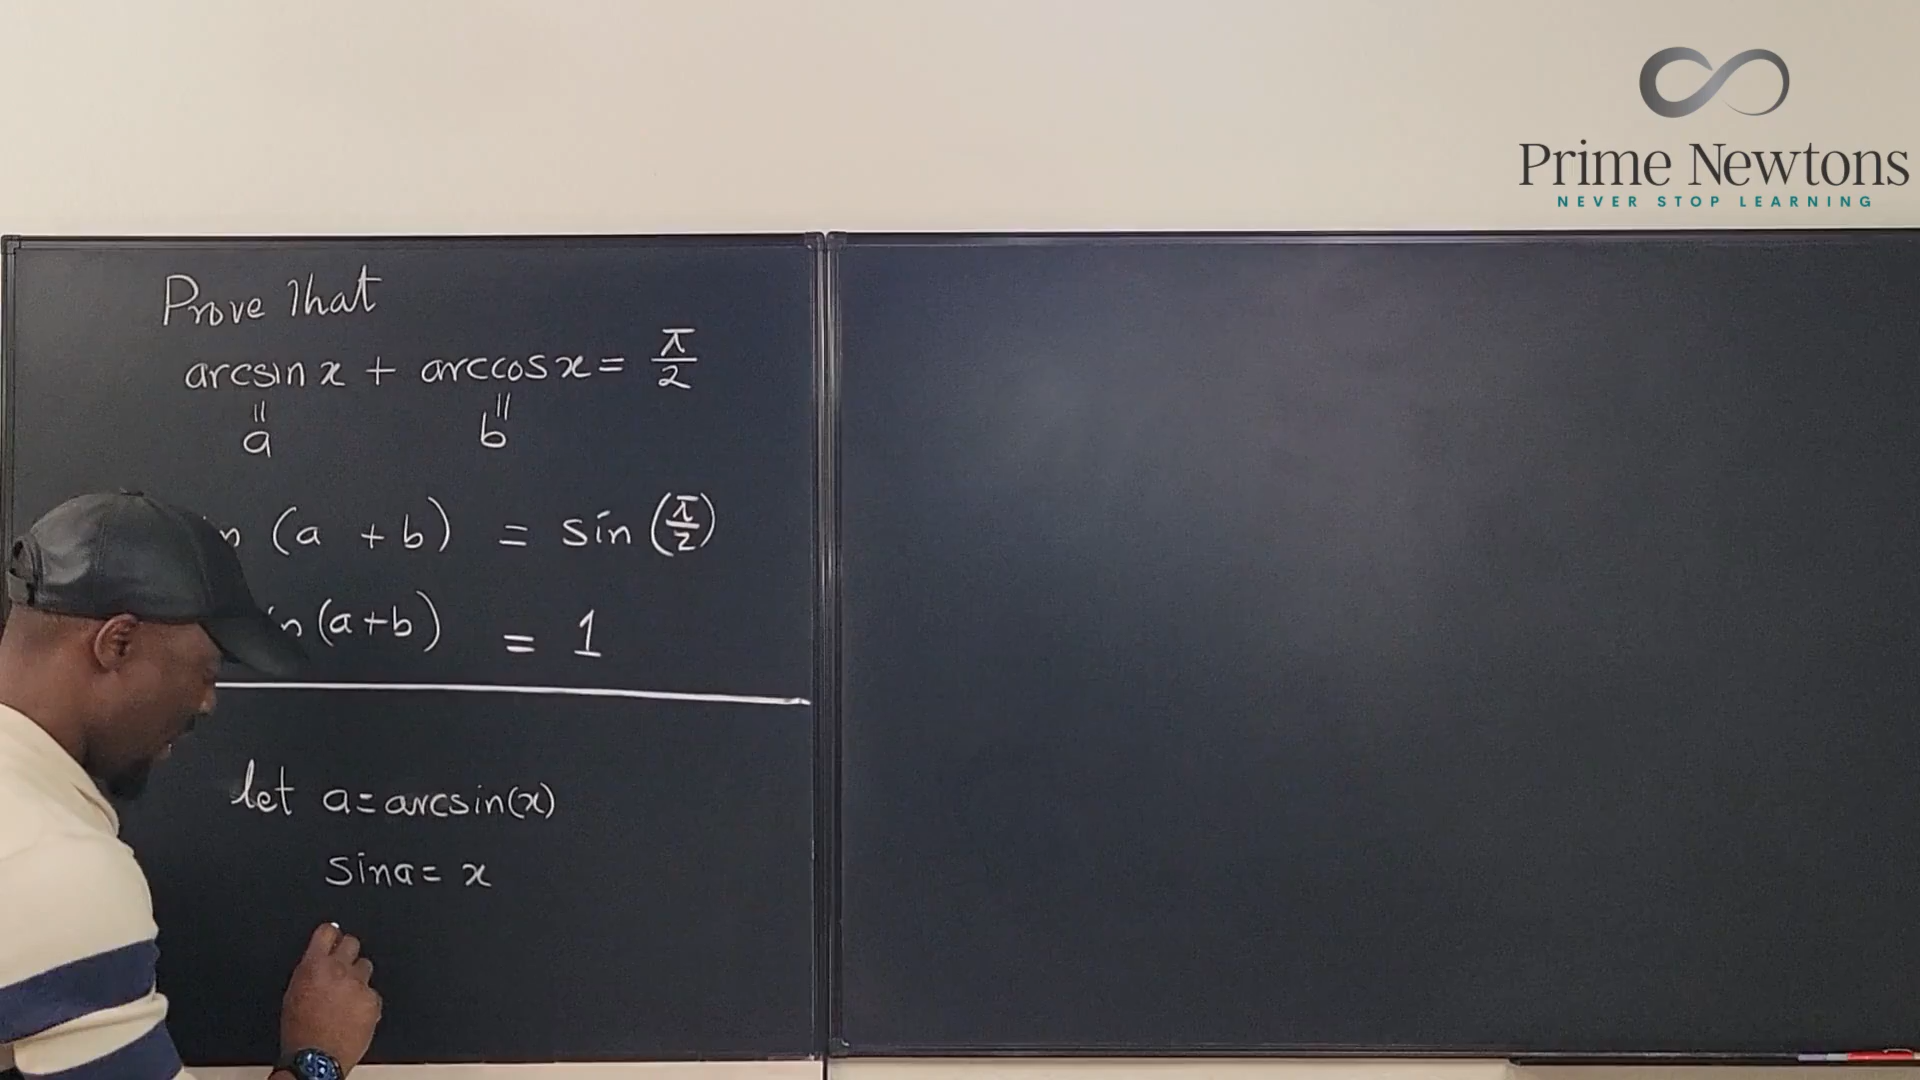 Prime Newtons
NEVER STOP LEARNING
Prove that
arcsin x + arccos x = π/2
= =
a b
(a + b) = sin (π/2)
(a+b) = 1
let a = arcsin(x)
sin a = x